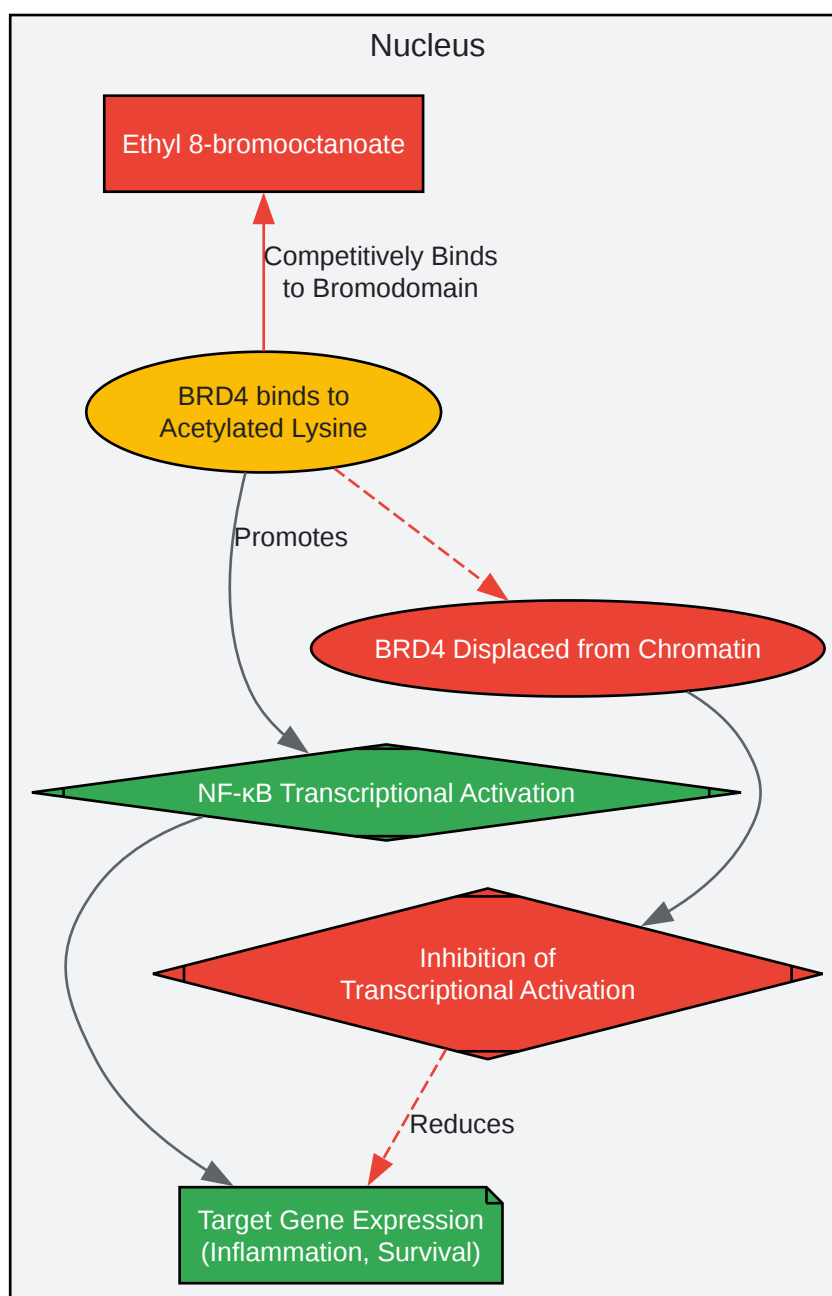 Nucleus
Ethyl 8-bromooctanoate
Competitively Binds
to Bromodomain
BRD4 binds to
Acetylated Lysine
Promotes
BRD4 Displaced from Chromatin
NF-κB Transcriptional Activation
Inhibition of
Transcriptional Activation
Reduces
Target Gene Expression
(Inflammation, Survival)